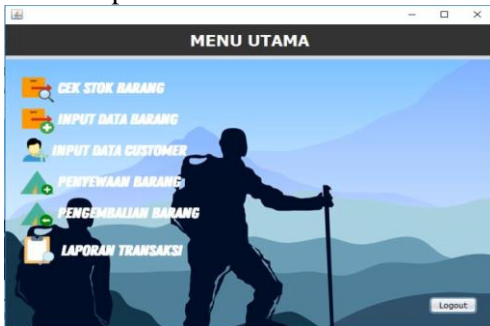 MENU UTAMA
CEK STOK BARANG
INPUT DATA BARANG
INPUT DATA CUSTOMER
PENYEWAAN BARANG
PENGEMBALIAN BARANG
LAPORAN TRANSAKSI
Logout